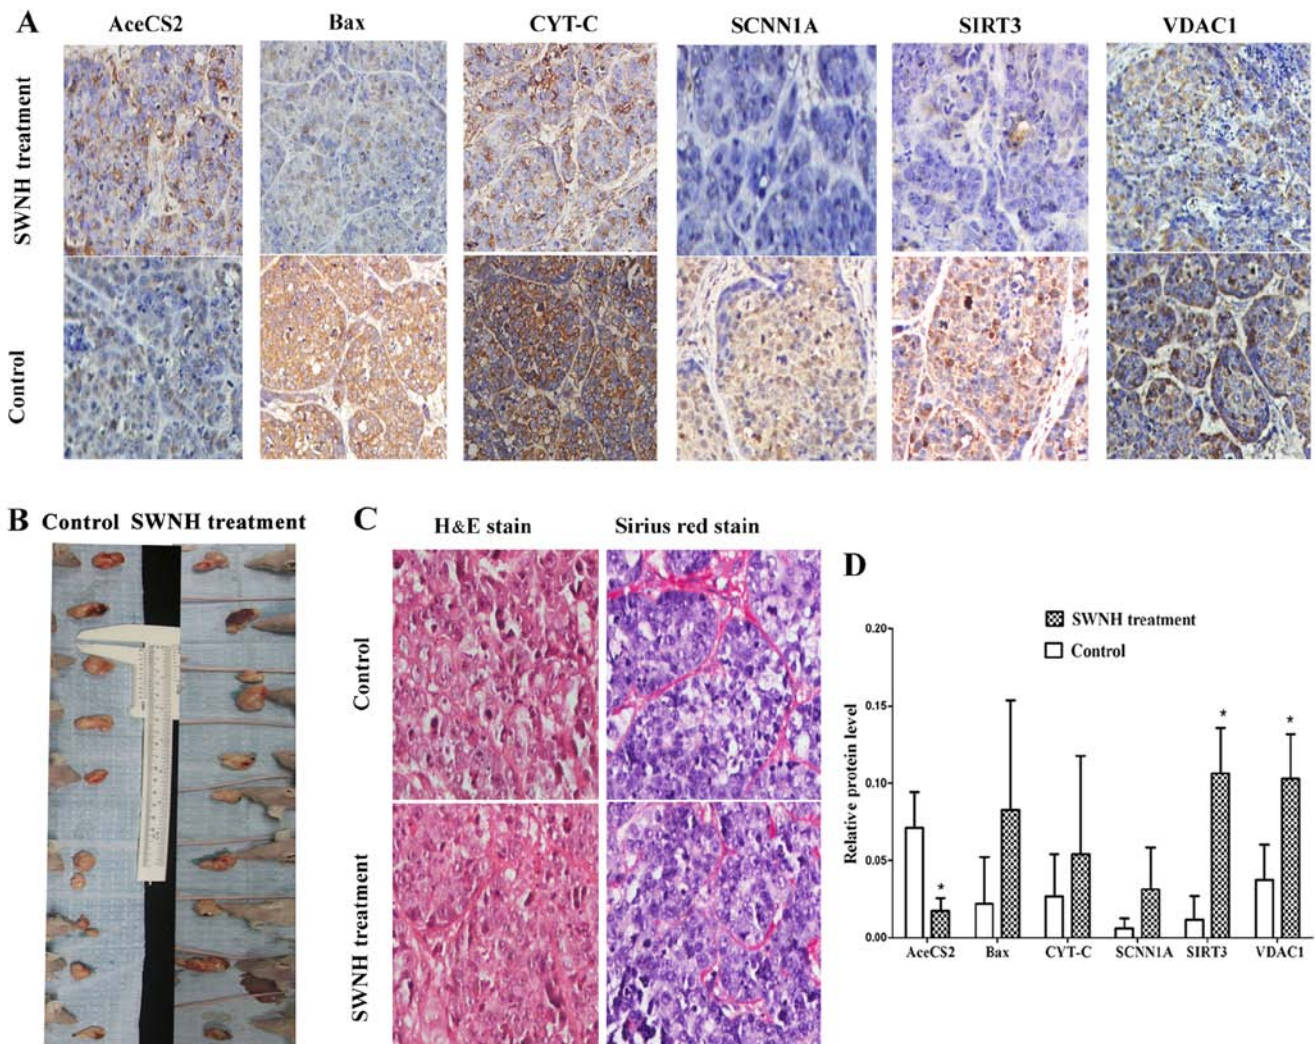 A
AceCS2 Bax CYT-C SCNN1A SIRT3 VDAC1
SWNH treatment
Control
B Control SWNH treatment
C H&E stain Sirius red stain
Control
SWNH treatment
D
SWNH treatment
Control
Relative protein level
0.20
0.15
0.10
0.05
0.00
* * *
AceCS2 Bax CYT-C SCNN1A SIRT3 VDAC1